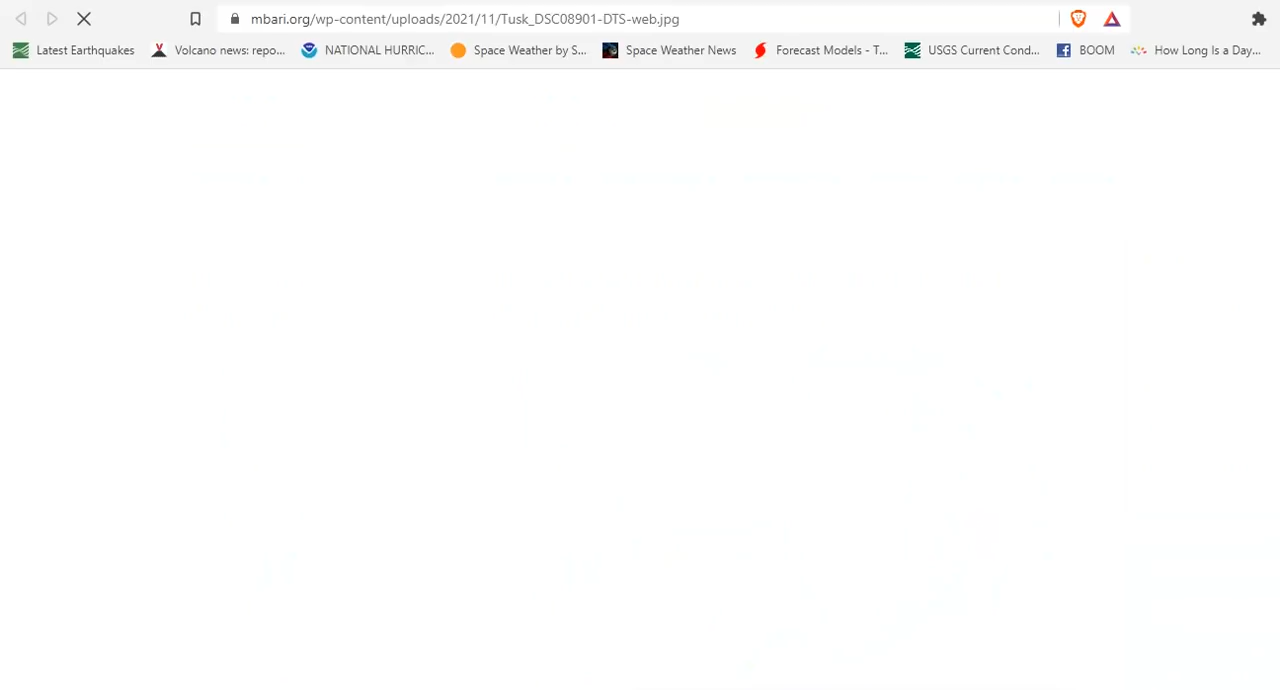 mbari.org/wp-content/uploads/2021/11/Tusk_DSC08901-DTS-web.jpg
Latest Earthquakes Volcano news: repo... NATIONAL HURRIC... Space Weather by S... Space Weather News Forecast Models - T... USGS Current Cond... BOOM How Long Is a Day...